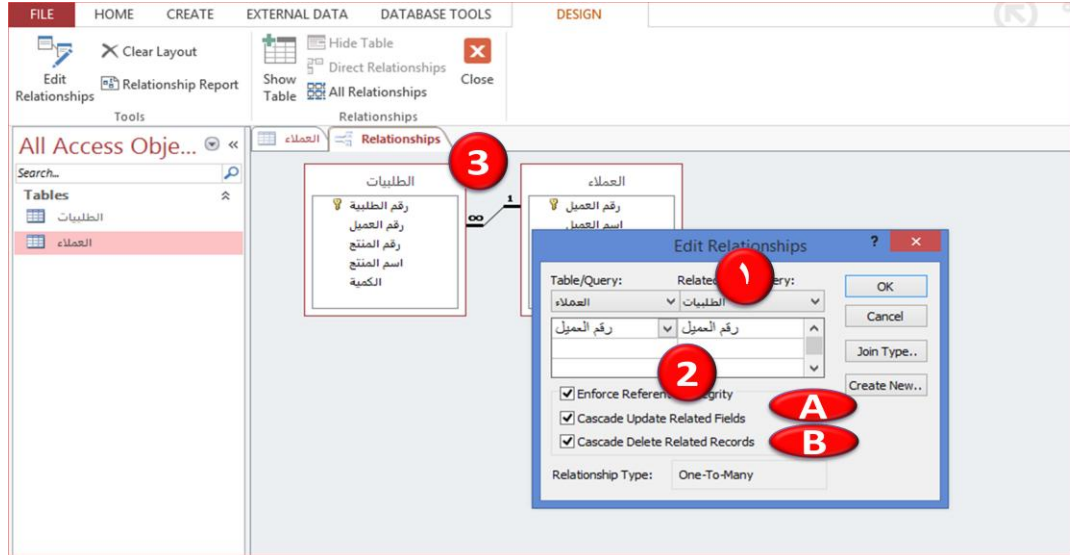 FILE HOME CREATE EXTERNAL DATA DATABASE TOOLS DESIGN
Edit Relationships
Clear Layout
Relationship Report
Tools
Show Table
Hide Table
Direct Relationships
All Relationships
Close
Relationships
All Access Obje...
Search...
Tables
الطلبيات
العملاء
العملاء
Relationships
3
الطلبيات
رقم الطلبية
رقم العميل
رقم المنتج
اسم المنتج
الكمية
∞ 1
العملاء
رقم العميل
اسم العميل
Edit Relationships ? ×
١
Table/Query: Related ery:
العملاء الطلبيات
رقم العميل رقم العميل
2
Enforce Referen egrity
A
Cascade Update Related Fields
B
Cascade Delete Related Records
Relationship Type: One-To-Many
OK
Cancel
Join Type..
Create New..